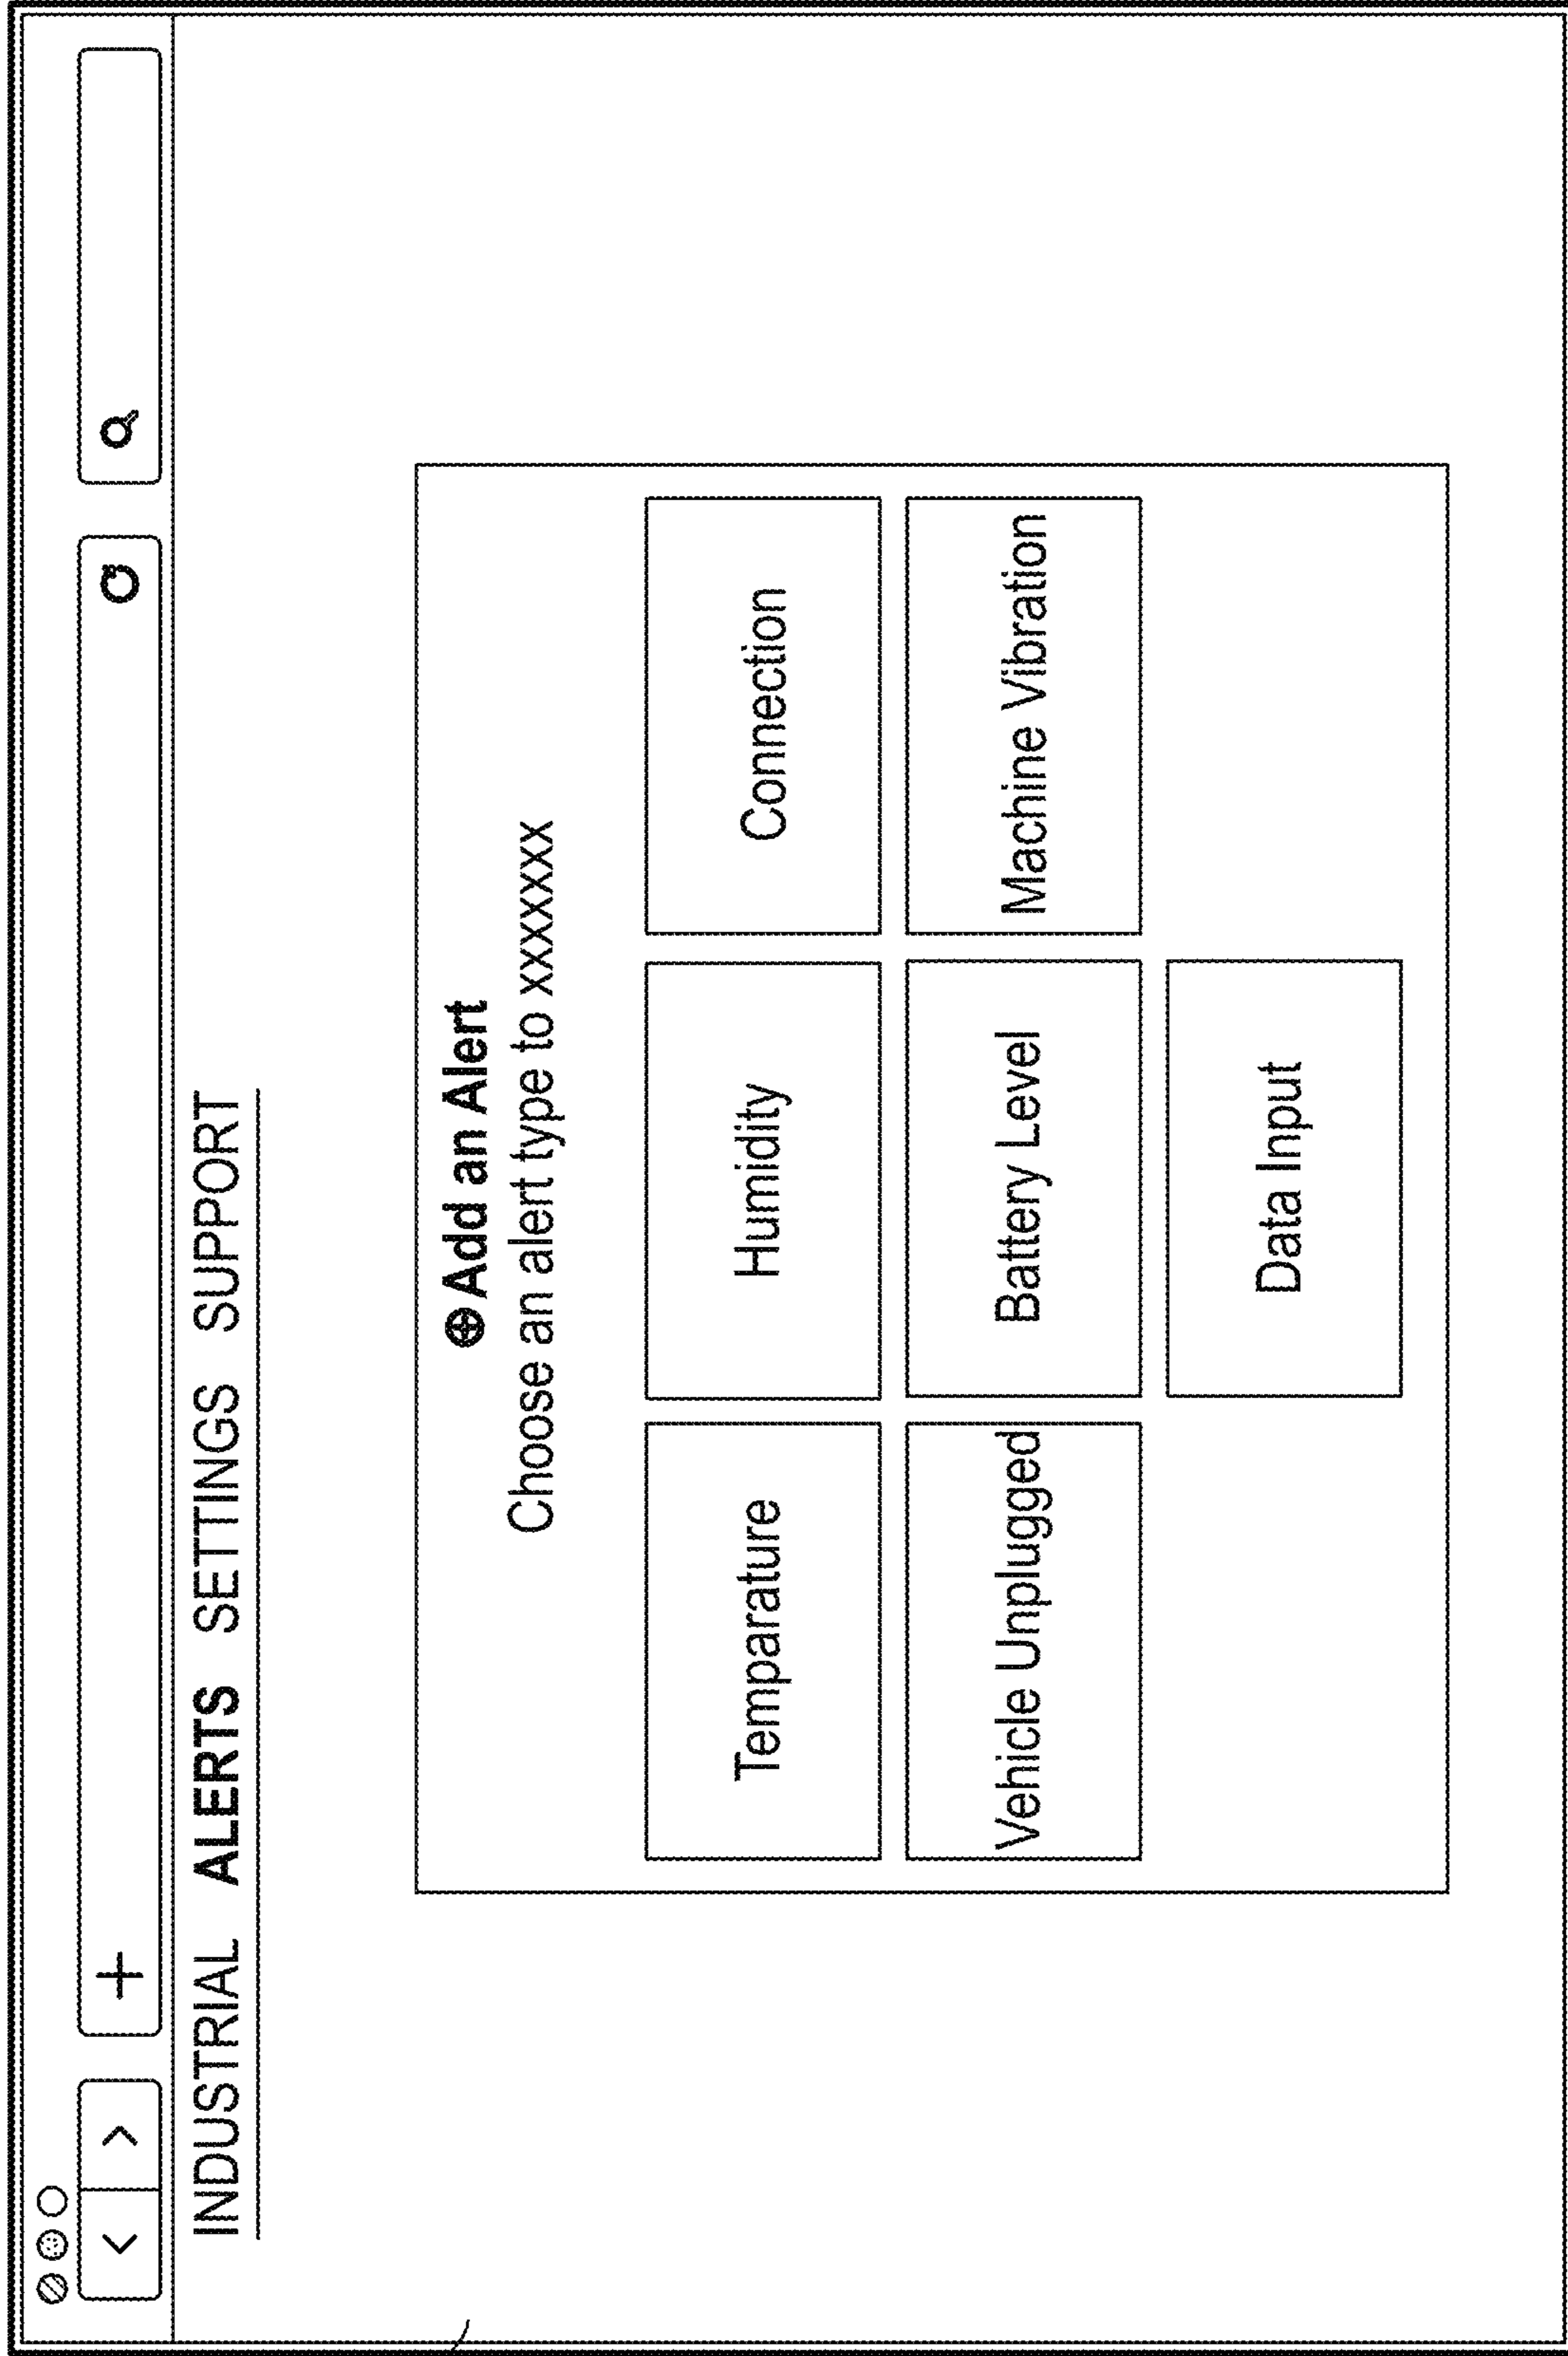 INDUSTRIAL ALERTS SETTINGS SUPPORT
Add an Alert
Choose an alert type to xxxxxxx
Temparature Humidity Connection
Vehicle Unplugged Battery Level Machine Vibration
Data Input